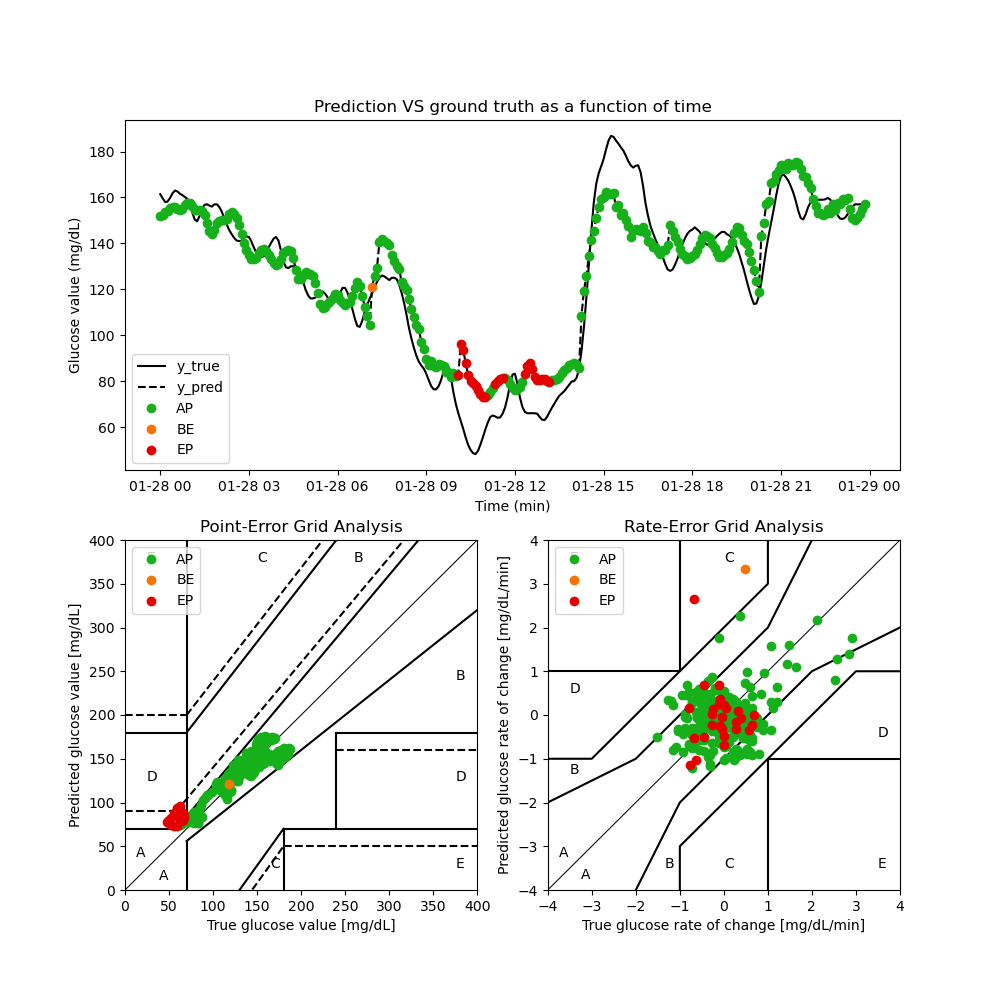 Prediction VS ground truth as a function of time
Glucose value (mg/dL)
180
160
140
120
100
80
60
y_true
y_pred
AP
BE
EP
01-28 00 01-28 03 01-28 06 01-28 09 01-28 12 01-28 15 01-28 18 01-28 21 01-29 00
Time (min)
Point-Error Grid Analysis
Predicted glucose value [mg/dL]
400
350
300
250
200
150
100
50
0
AP
BE
EP
C
B
B
D
D
A
A
C
E
0 50 100 150 200 250 300 350 400
True glucose value [mg/dL]
Rate-Error Grid Analysis
Predicted glucose rate of change [mg/dL/min]
4
3
2
1
0
−1
−2
−3
−4
AP
BE
EP
C
D
D
B
A
A
B
C
E
−4 −3 −2 −1 0 1 2 3 4
True glucose rate of change [mg/dL/min]